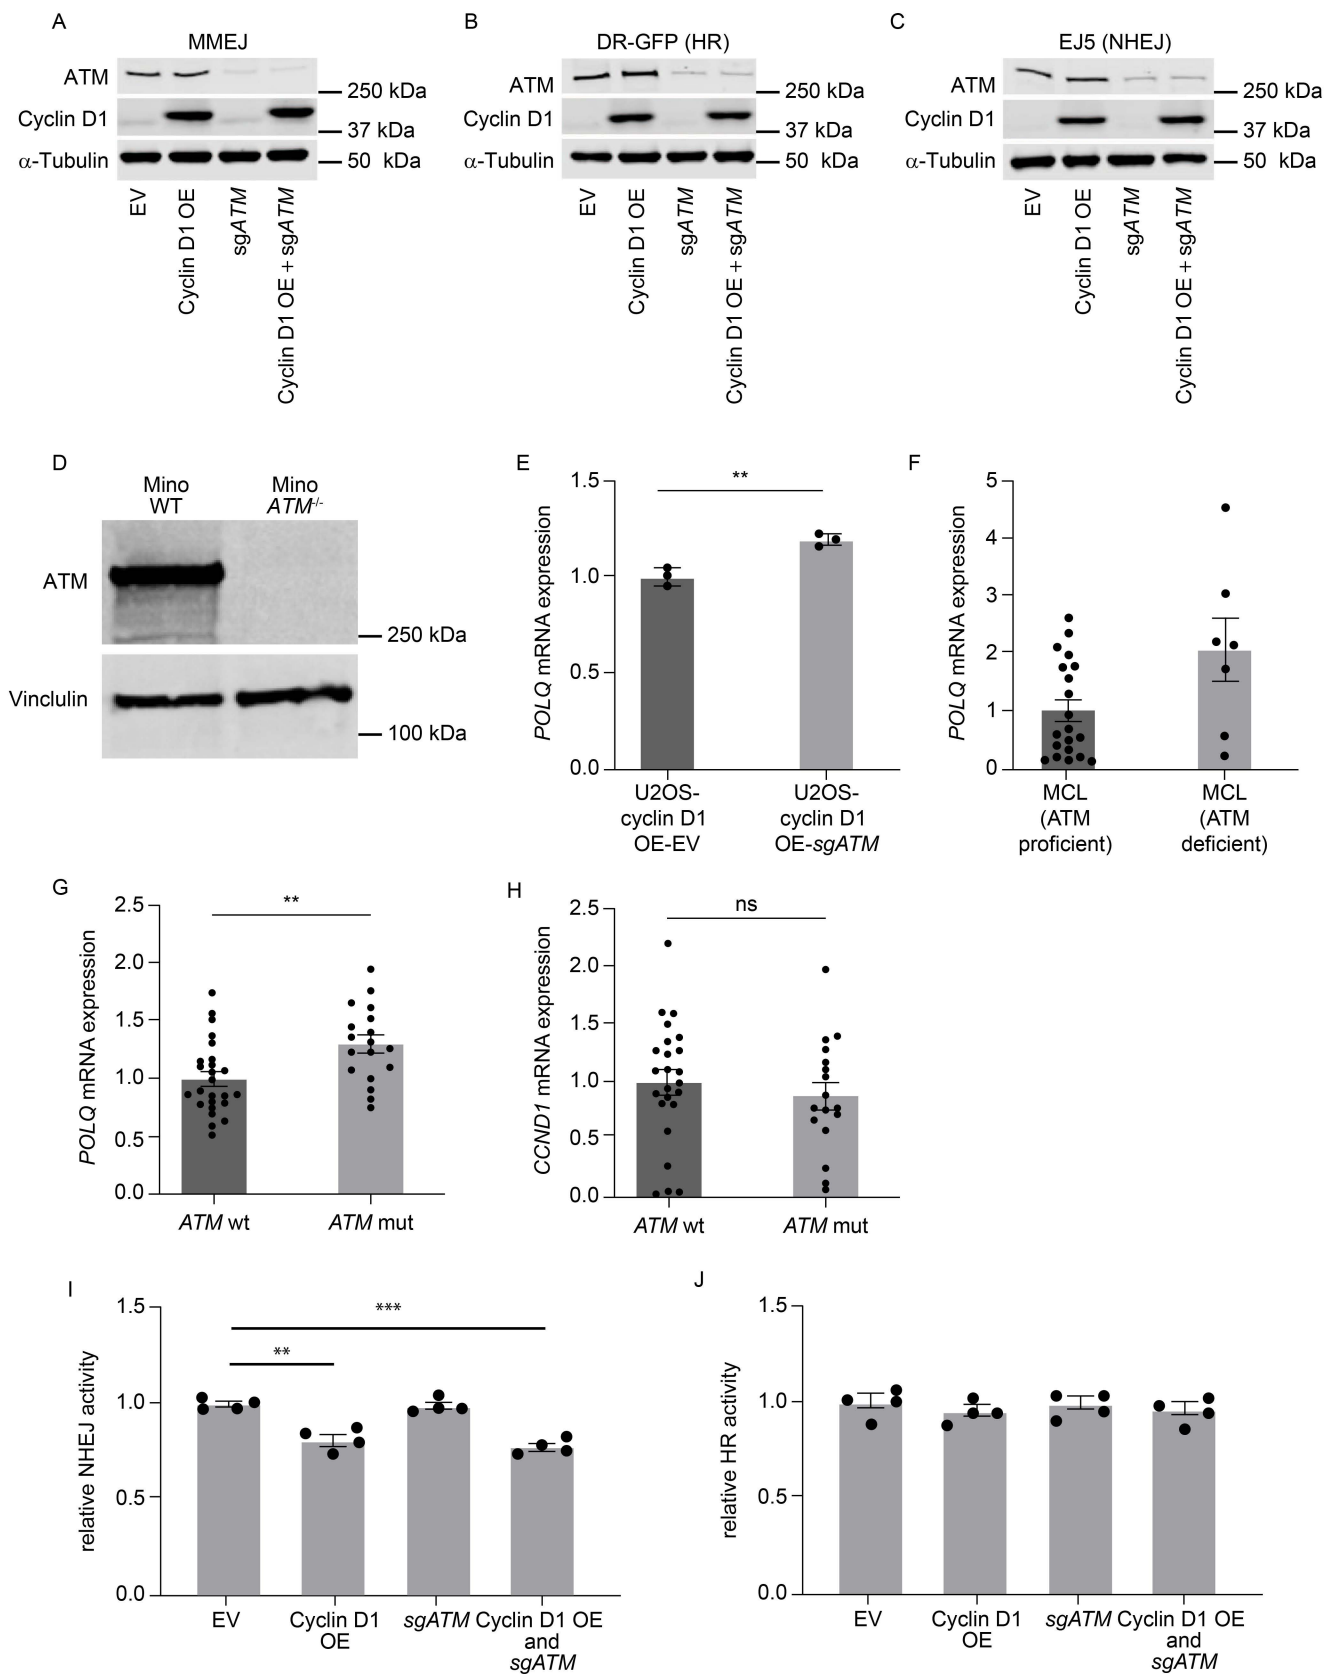 A
MMEJ
ATM
250 kDa
Cyclin D1
37 kDa
α-Tubulin
50 kDa
EV
Cyclin D1 OE
sgATM
Cyclin D1 OE + sgATM
B
DR-GFP (HR)
ATM
250 kDa
Cyclin D1
37 kDa
α-Tubulin
50 kDa
EV
Cyclin D1 OE
sgATM
Cyclin D1 OE + sgATM
C
EJ5 (NHEJ)
ATM
250 kDa
Cyclin D1
37 kDa
α-Tubulin
50 kDa
EV
Cyclin D1 OE
sgATM
Cyclin D1 OE + sgATM
D
Mino
WT
Mino
ATM-/-
ATM
250 kDa
Vinclulin
100 kDa
E
POLQ mRNA expression
1.5
1.0
0.5
0.0
**
U2OS-
cyclin D1
OE-EV
U2OS-
cyclin D1
OE-sgATM
F
POLQ mRNA expression
5
4
3
2
1
0
MCL
(ATM
proficient)
MCL
(ATM
deficient)
G
POLQ mRNA expression
2.5
2.0
1.5
1.0
0.5
0.0
**
ATM wt
ATM mut
H
CCND1 mRNA expression
2.5
2.0
1.5
1.0
0.5
0.0
ns
ATM wt
ATM mut
I
relative NHEJ activity
1.5
1.0
0.5
0.0
***
**
EV
Cyclin D1
OE
sgATM
Cyclin D1 OE
and
sgATM
J
relative HR activity
1.5
1.0
0.5
0.0
EV
Cyclin D1
OE
sgATM
Cyclin D1 OE
and
sgATM